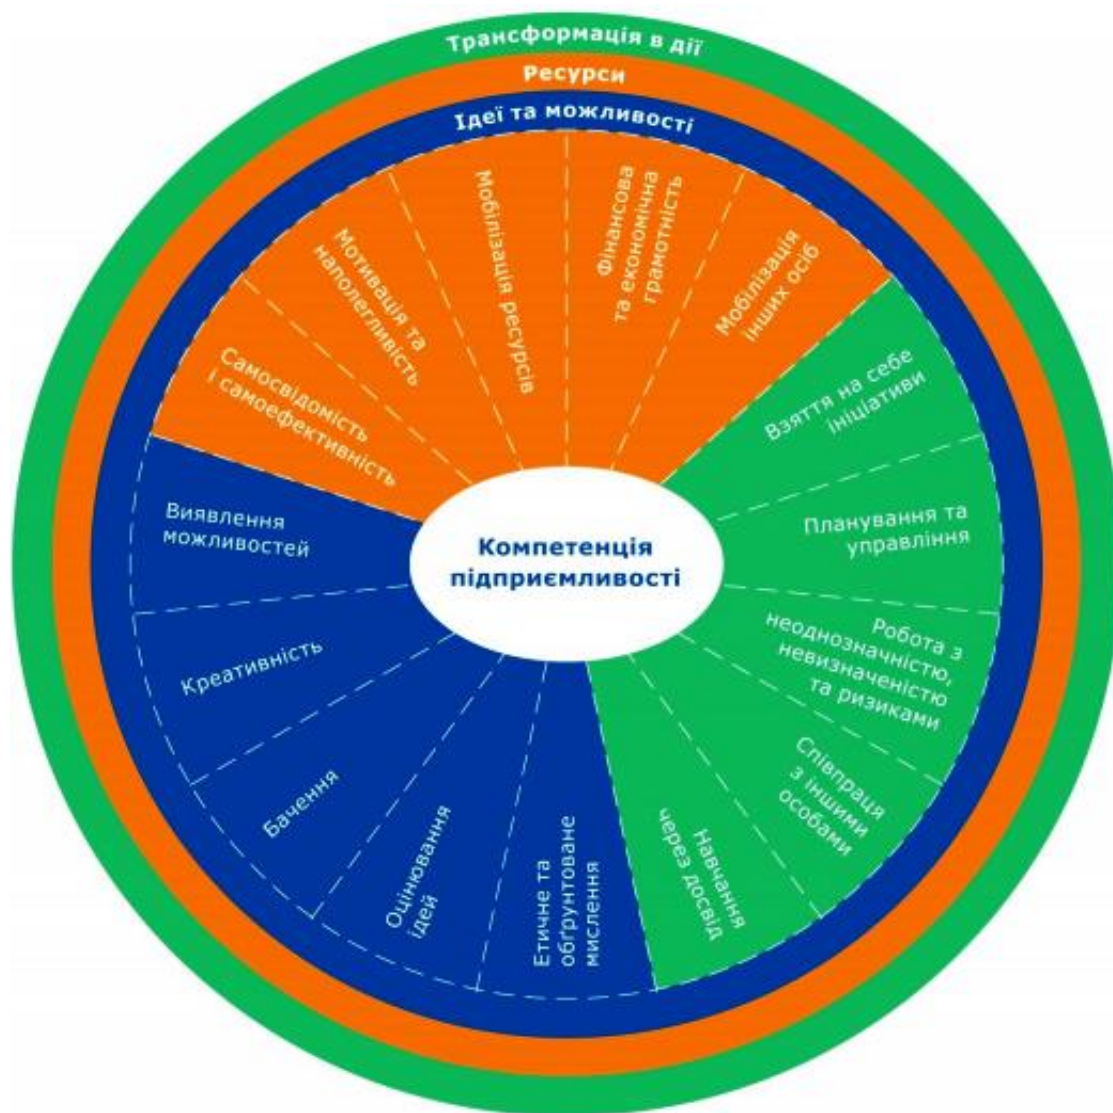 Трансформація в дії
Ресурси
Ідеї та можливості
Мобілізація ресурсів
Фінансова
та економічна
грамотність
Мобілізація
інших осіб
Взяття на себе
ініціативи
Планування та
управління
Робота з
неоднозначністю,
невизначеністю
та ризиками
Співпраця
з іншими
особами
Навчання
через досвід
Етичне та
обґрунтоване
мислення
Оцінювання
ідей
Бачення
Креативність
Виявлення
можливостей
Самосвідомість
і самоефективність
Мотивація та
наполегливість
Компетенція
підприємливості